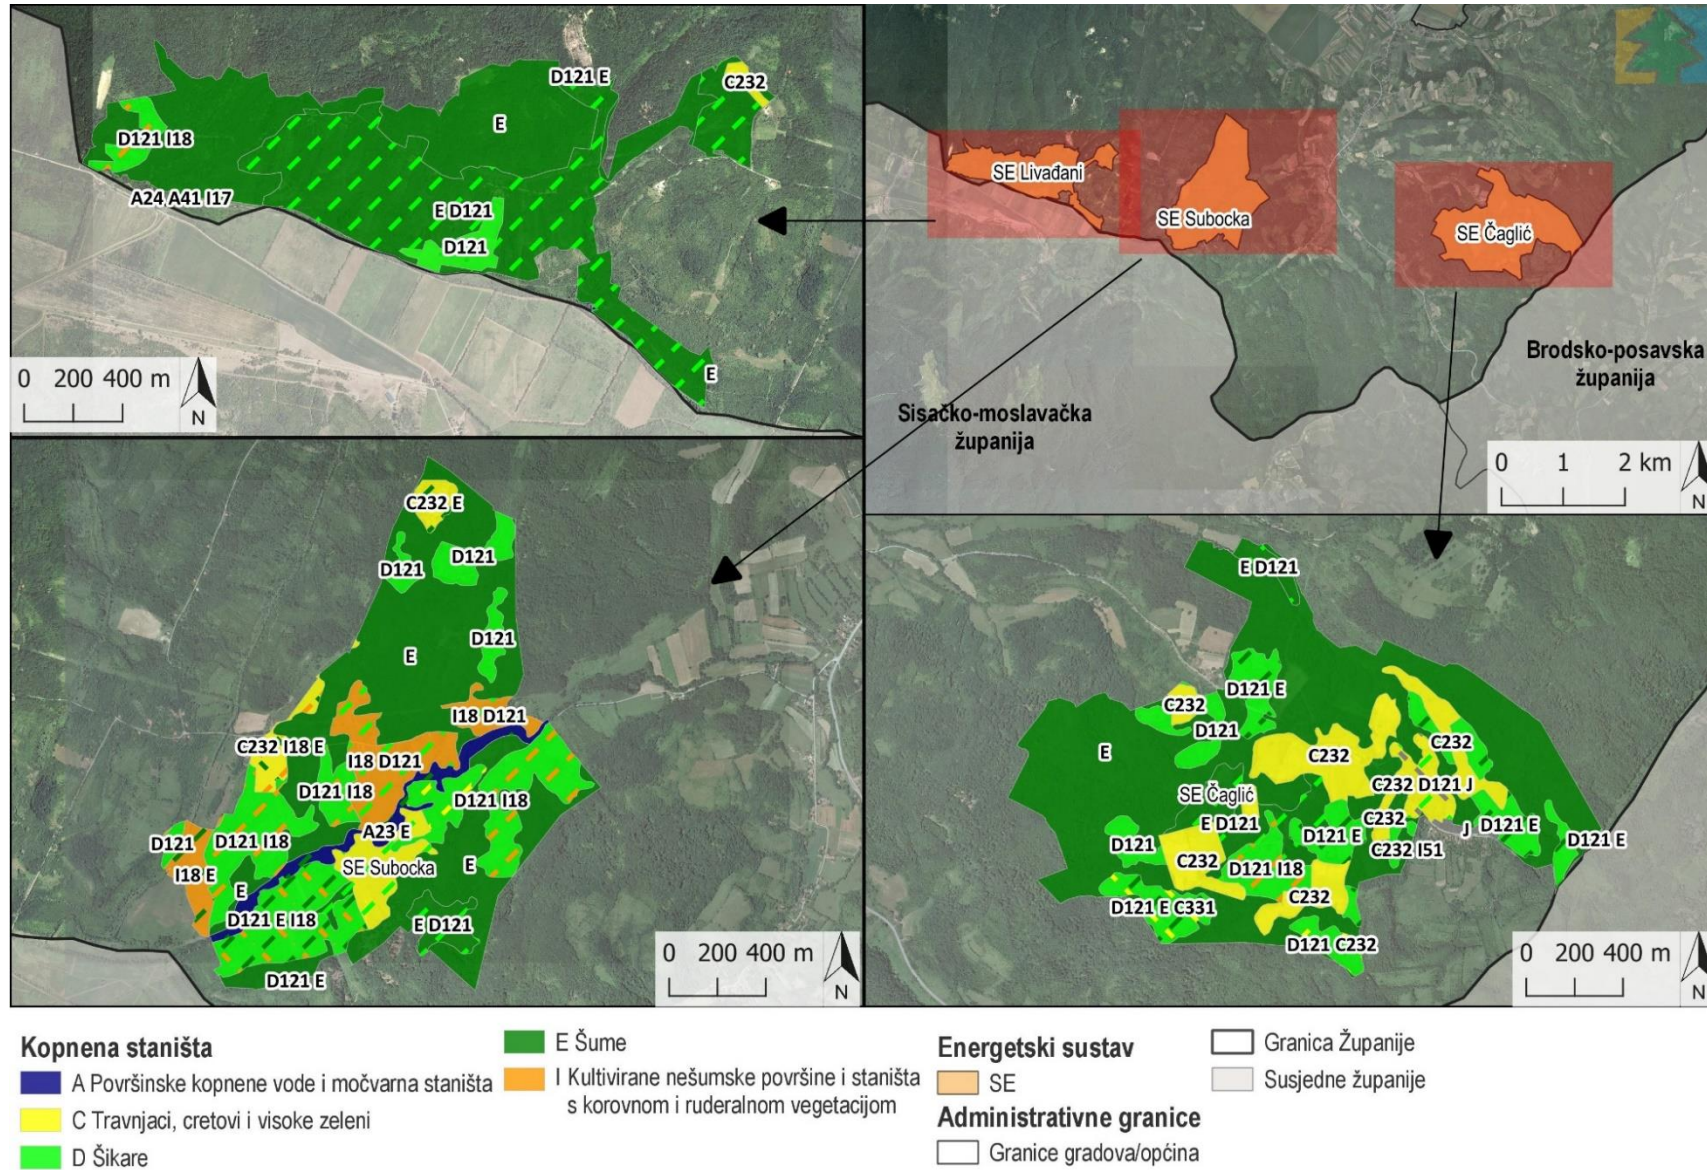 D121 E
C232
E
D121 I18
A24 A41 I17
E D121
D121
E
0 200 400 m
N
SE Livađani
SE Subocka
SE Čaglić
Brodsko-posavska
županija
Sisačko-moslavačka
županija
0 1 2 km
N
C232 E
D121
D121
D121
E
I18 D121
C232 I18 E
I18 D121
D121 I18
D121 I18
A23 E
D121
D121 I18
SE Subocka
E
I18 E
E
D121 E I18
E D121
D121 E
0 200 400 m
N
E D121
D121 E
C232
D121
E
C232
C232
C232 D121 J
SE Čaglić
C232
E D121
J
D121 E
D121 E
D121 E
D121
C232
D121 I18
C232 I51
C232
D121 E C331
D121 C232
0 200 400 m
N
Kopnena staništa
A Površinske kopnene vode i močvarna staništa
C Travnjaci, cretovi i visoke zeleni
D Šikare
E Šume
I Kultivirane nešumske površine i staništa
s korovnom i ruderalnom vegetacijom
Energetski sustav
SE
Administrativne granice
Granice gradova/općina
Granica Županije
Susjedne županije